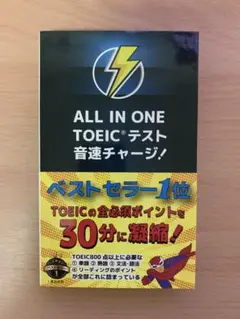 ALL IN ONE
TOEIC®テスト
音速チャージ!
ベストセラー1位
TOEICの全必須ポイントを
30分に凝縮!
TOEIC800点以上に必要な
①単語 ②熟語 ③文法・語法
④リーディングのポイント
が全部これに詰まっている